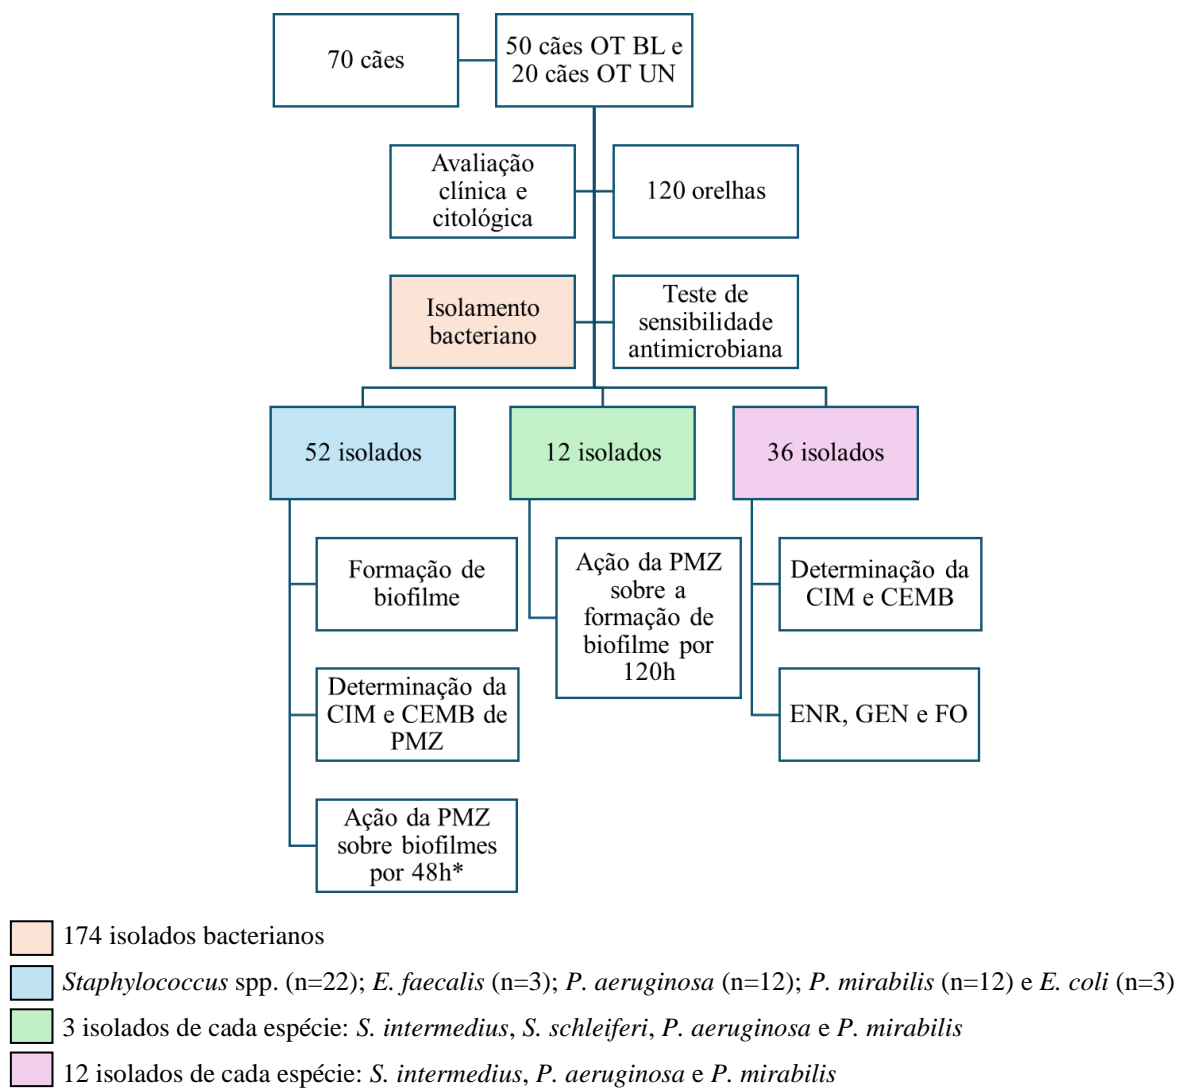 70 cães
50 cães OT BL e
20 cães OT UN
Avaliação
clínica e
citológica
120 orelhas
Isolamento
bacteriano
Teste de
sensibilidade
antimicrobiana
52 isolados
12 isolados
36 isolados
Formação de
biofilme
Ação da PMZ
sobre a
formação de
biofilme por
120h
Determinação da
CIM e CEMB
Determinação da
CIM e CEMB de
PMZ
ENR, GEN e FO
Ação da PMZ
sobre biofilmes
por 48h*
174 isolados bacterianos
Staphylococcus spp. (n=22); E. faecalis (n=3); P. aeruginosa (n=12); P. mirabilis (n=12) e E. coli (n=3)
3 isolados de cada espécie: S. intermedius, S. schleiferi, P. aeruginosa e P. mirabilis
12 isolados de cada espécie: S. intermedius, P. aeruginosa e P. mirabilis